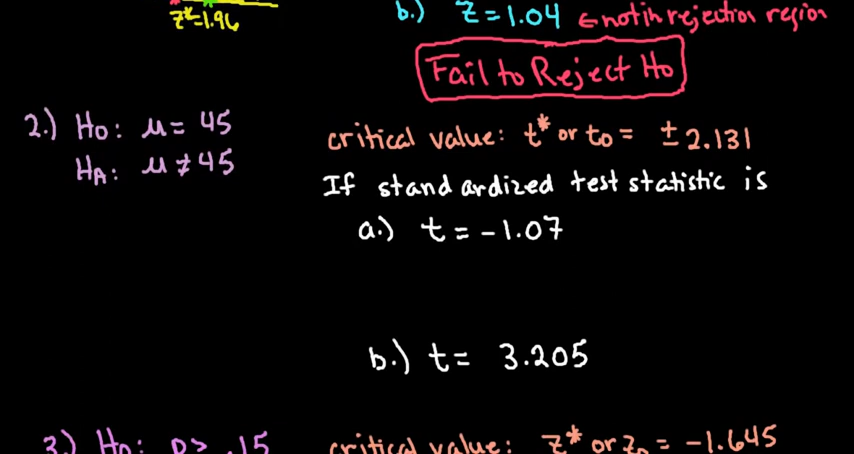 z*=1.96
b.) z = 1.04 ← not in rejection region
Fail to Reject Ho
2.) Ho: μ = 45
critical value: t* or to = ± 2.131
HA: μ ≠ 45
If standardized test statistic is
a.) t = -1.07
b.) t = 3.205
3.) Ho: p ≥ .15
critical value: z* or zo = -1.645